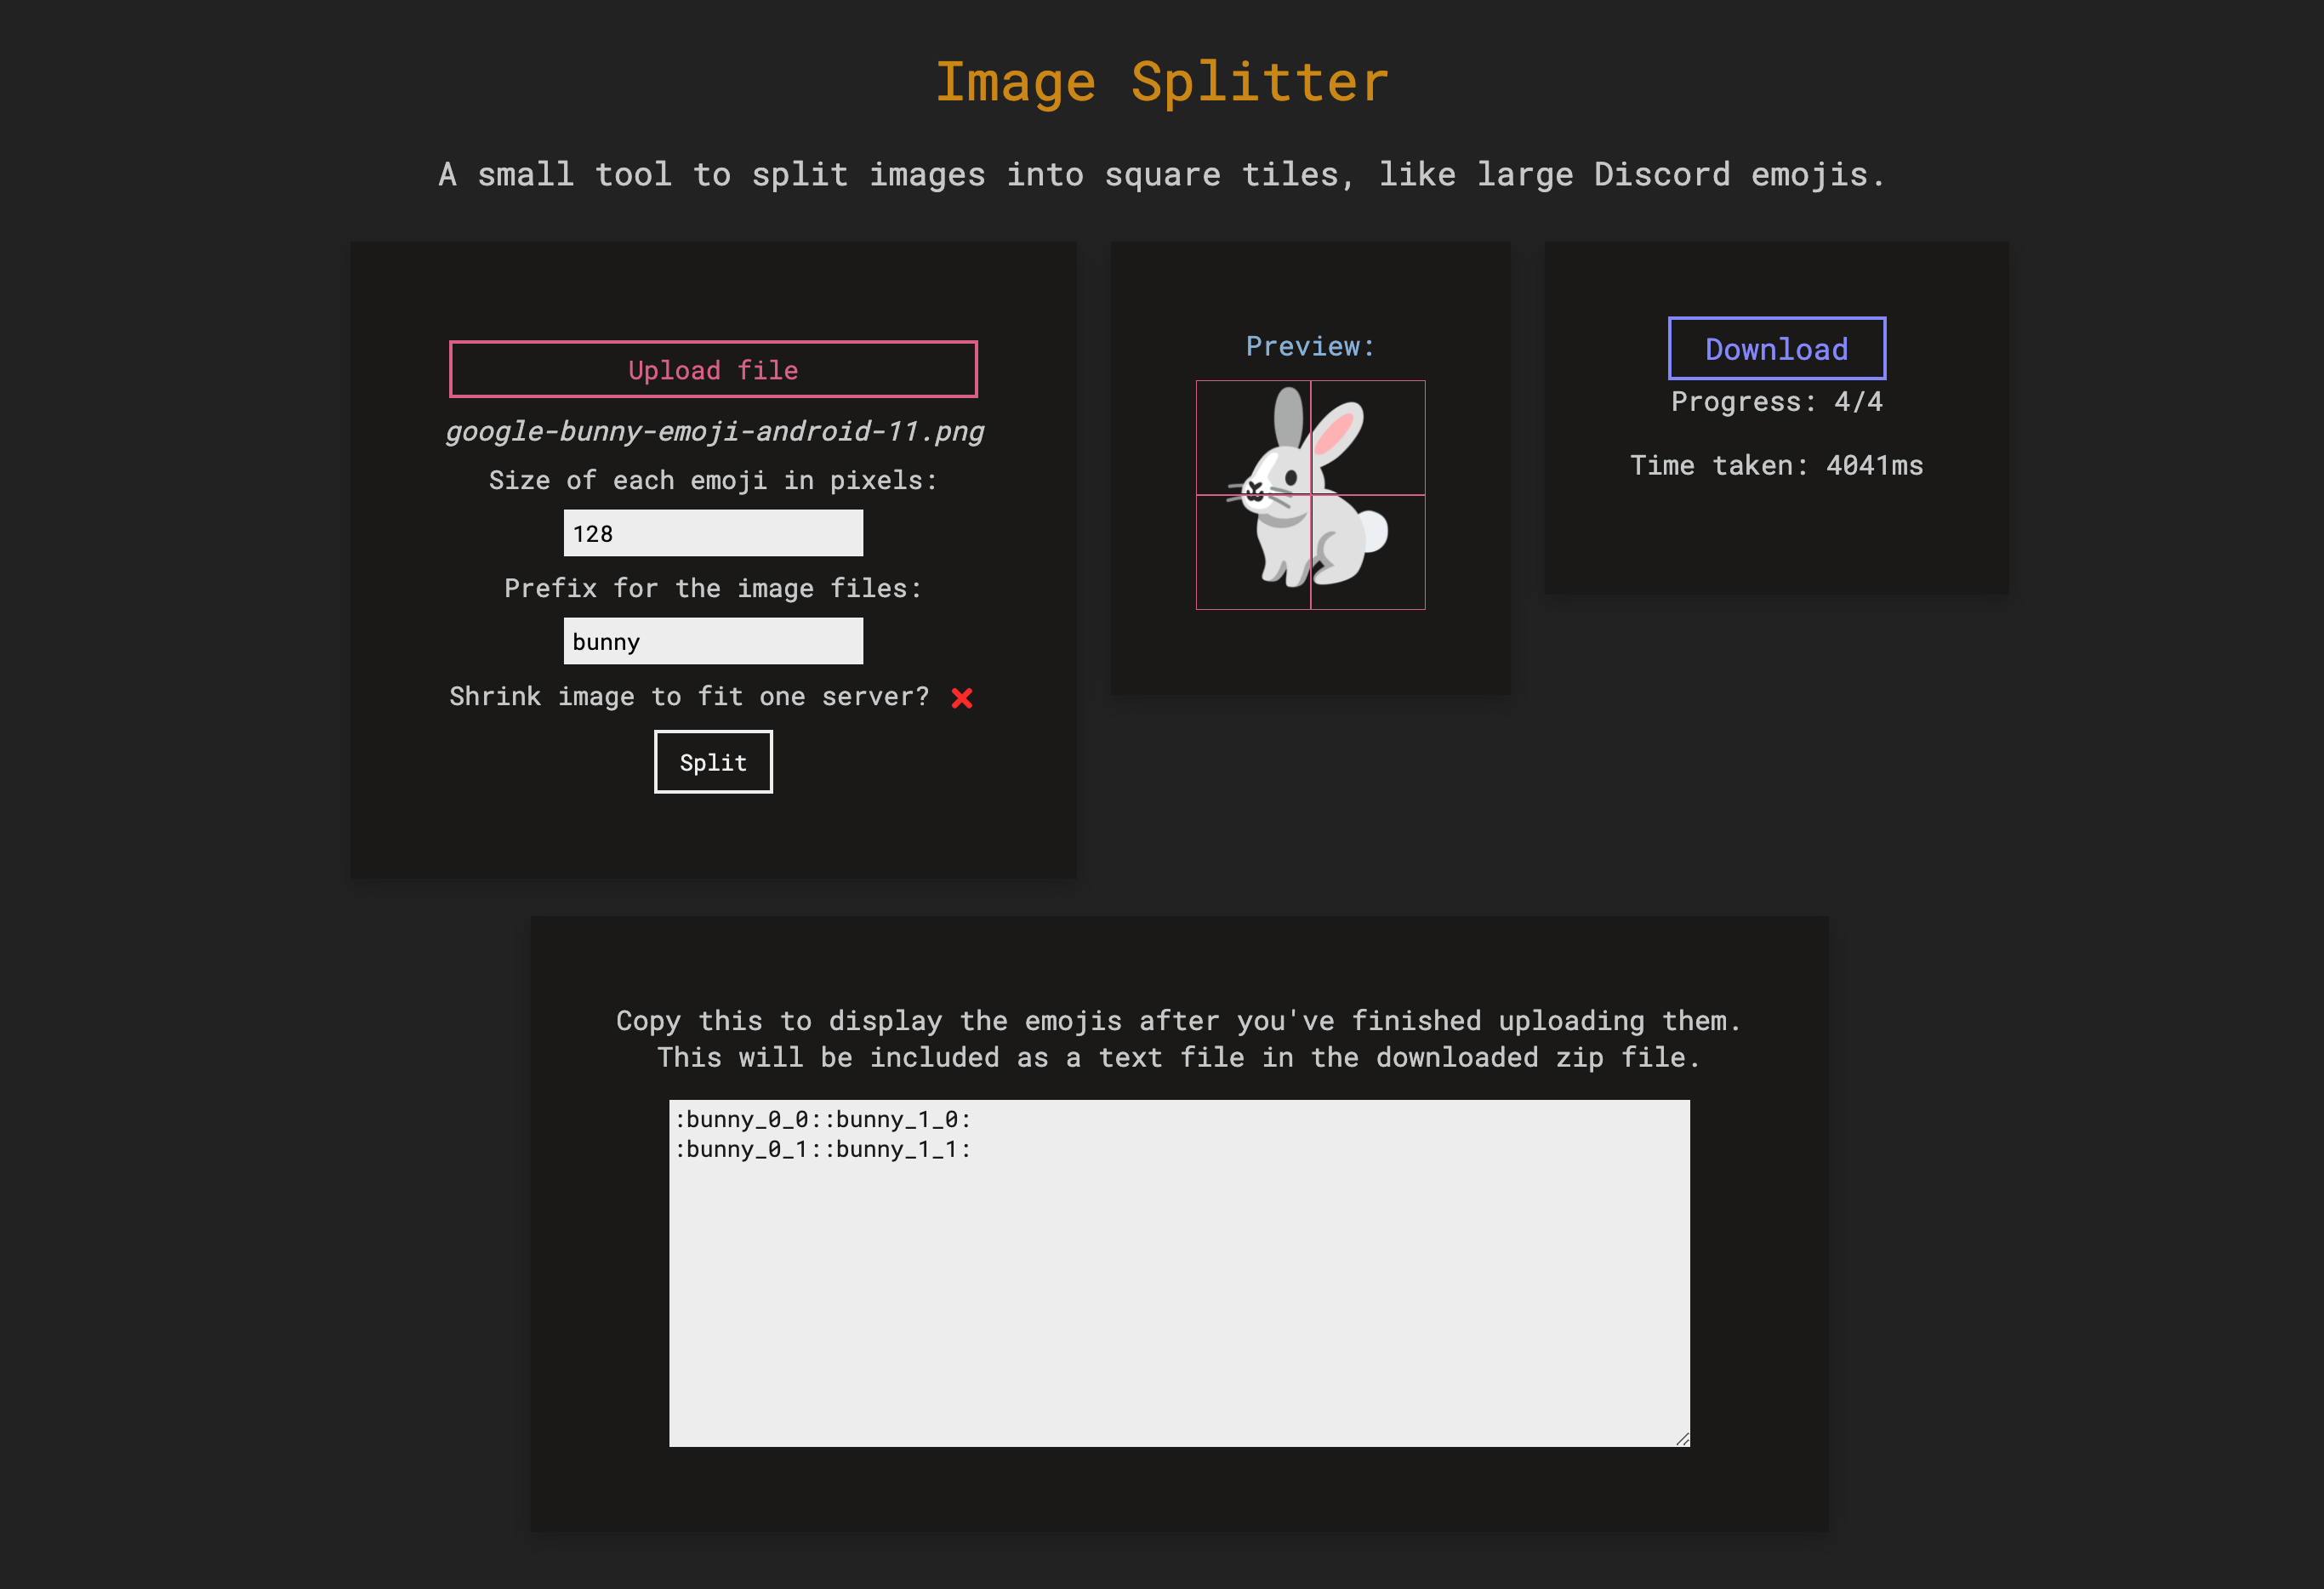 Image Splitter
A small tool to split images into square tiles, like large Discord emojis.
Upload file
google-bunny-emoji-android-11.png
Size of each emoji in pixels:
128
Prefix for the image files:
bunny
Shrink image to fit one server?
Split
Preview:
Download
Progress: 4/4
Time taken: 4041ms
Copy this to display the emojis after you've finished uploading them.
This will be included as a text file in the downloaded zip file.
:bunny_0_0::bunny_1_0:
:bunny_0_1::bunny_1_1: